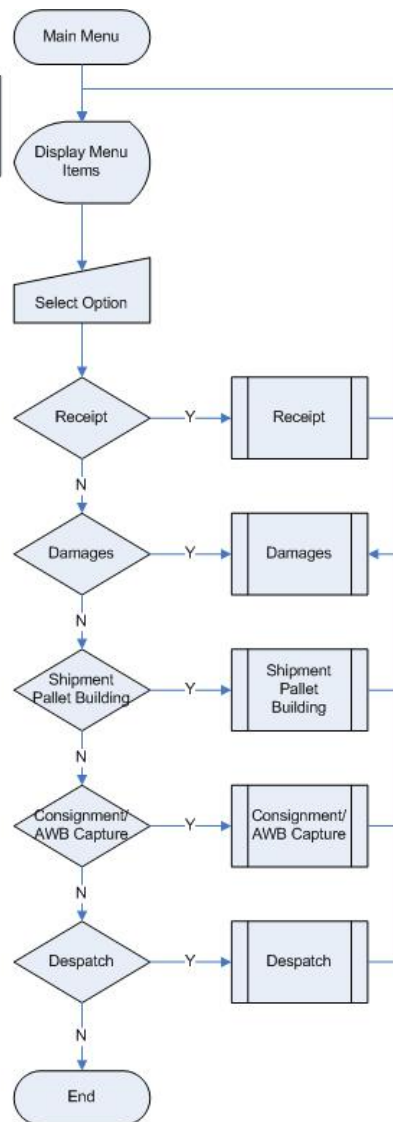 Main Menu
Display Menu
Items
Select Option
Receipt
Y
Receipt
N
Damages
Y
Damages
N
Shipment
Pallet Building
Y
Shipment
Pallet
Building
N
Consignment/
AWB Capture
Y
Consignment/
AWB Capture
N
Despatch
Y
Despatch
N
End